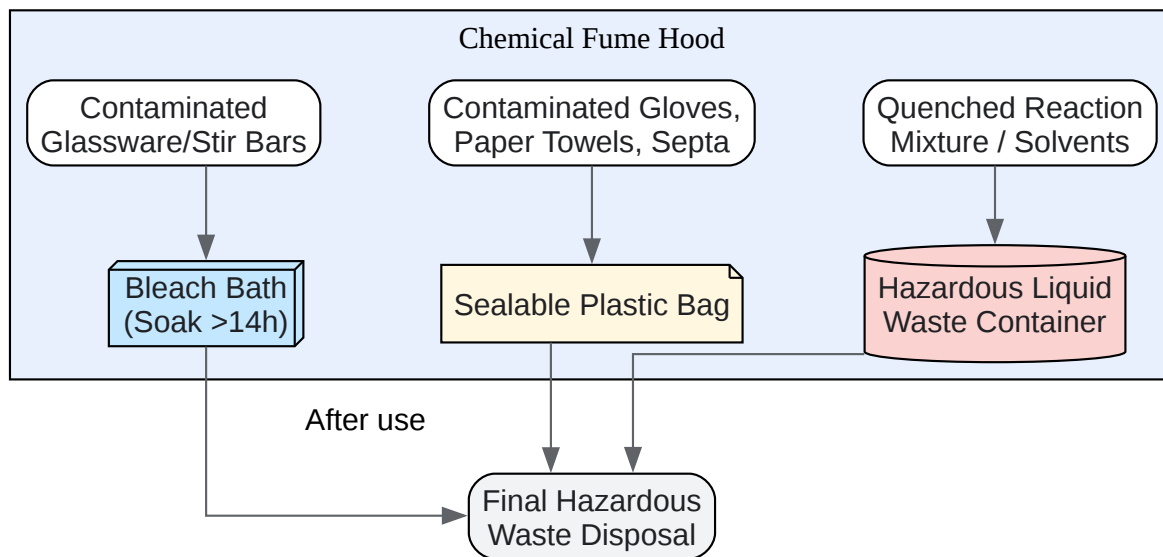 Chemical Fume Hood
Contaminated
Glassware/Stir Bars
Contaminated Gloves,
Paper Towels, Septa
Quenched Reaction
Mixture / Solvents
Bleach Bath
(Soak >14h)
Sealable Plastic Bag
Hazardous Liquid
Waste Container
After use
Final Hazardous
Waste Disposal